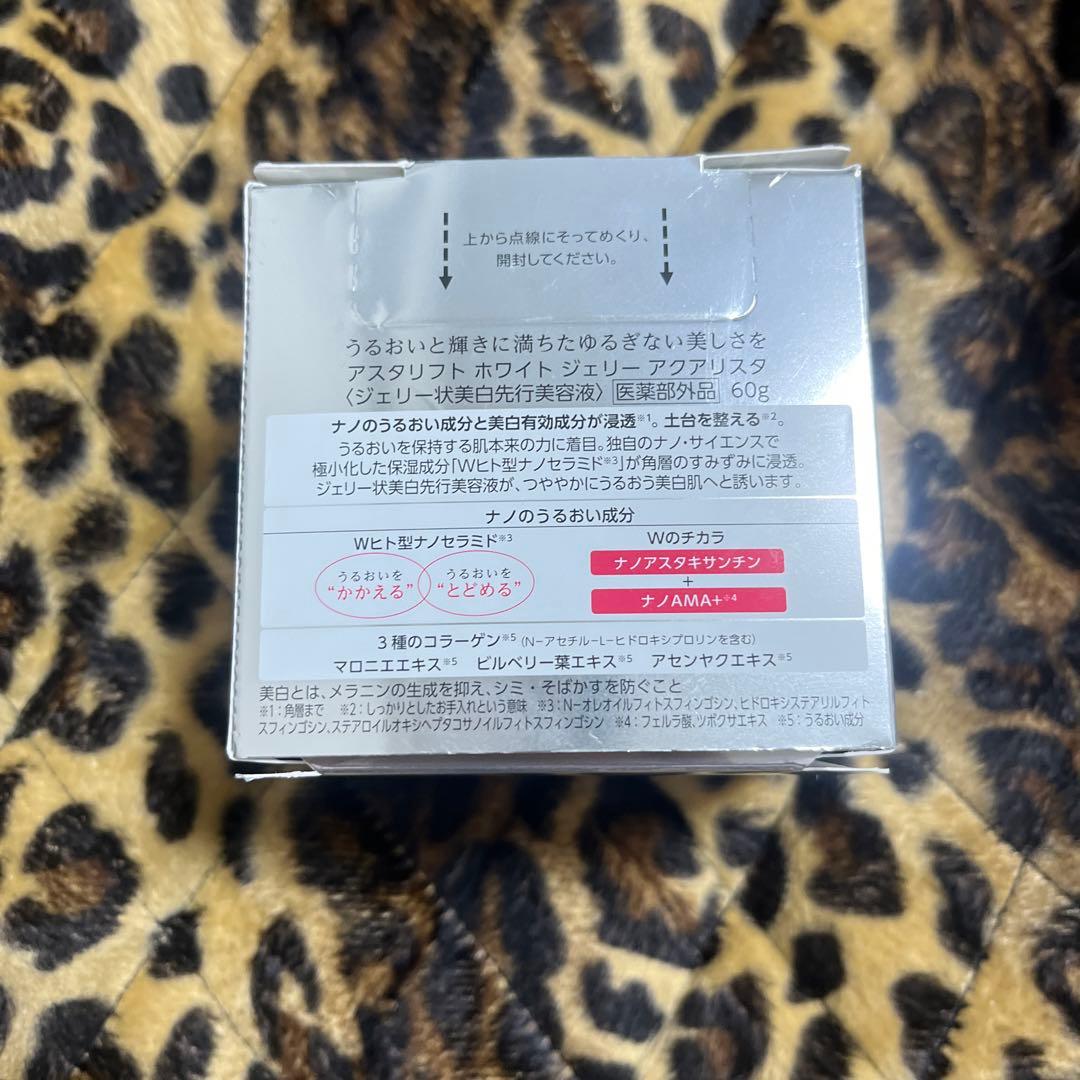 上から点線にそってめくり、
開封してください。
うるおいと輝きに満ちたゆるぎない美しさを
アスタリフト ホワイト ジェリー アクアリスタ
〈ジェリー状美白先行美容液〉 医薬部外品 60g
ナノのうるおい成分と美白有効成分が浸透※1。土台を整える※2。
うるおいを保持する肌本来の力に着目。独自のナノ・サイエンスで
極小化した保湿成分「Wヒト型ナノセラミド※3」が角層のすみずみに浸透。
ジェリー状美白先行美容液が、つややかにうるおう美白肌へと誘います。
ナノのうるおい成分
Wヒト型ナノセラミド※3
うるおいを
“かかえる”
うるおいを
“とどめる”
Wのチカラ
ナノアスタキサンチン
+
ナノAMA+※4
3種のコラーゲン※5 (N−アセチル−L−ヒドロキシプロリンを含む)
マロニエエキス※5 ビルベリー葉エキス※5 アセンヤクエキス※5
美白とは、メラニンの生成を抑え、シミ・そばかすを防ぐこと
※1:角層まで ※2:しっかりとしたお手入れという意味 ※3:N−オレオイルフィトスフィンゴシン、ヒドロキシステアリルフィト
スフィンゴシン、ステアロイルオキシヘプタコサノイルフィトスフィンゴシン ※4:フェルラ酸、ツボクサエキス ※5:うるおい成分